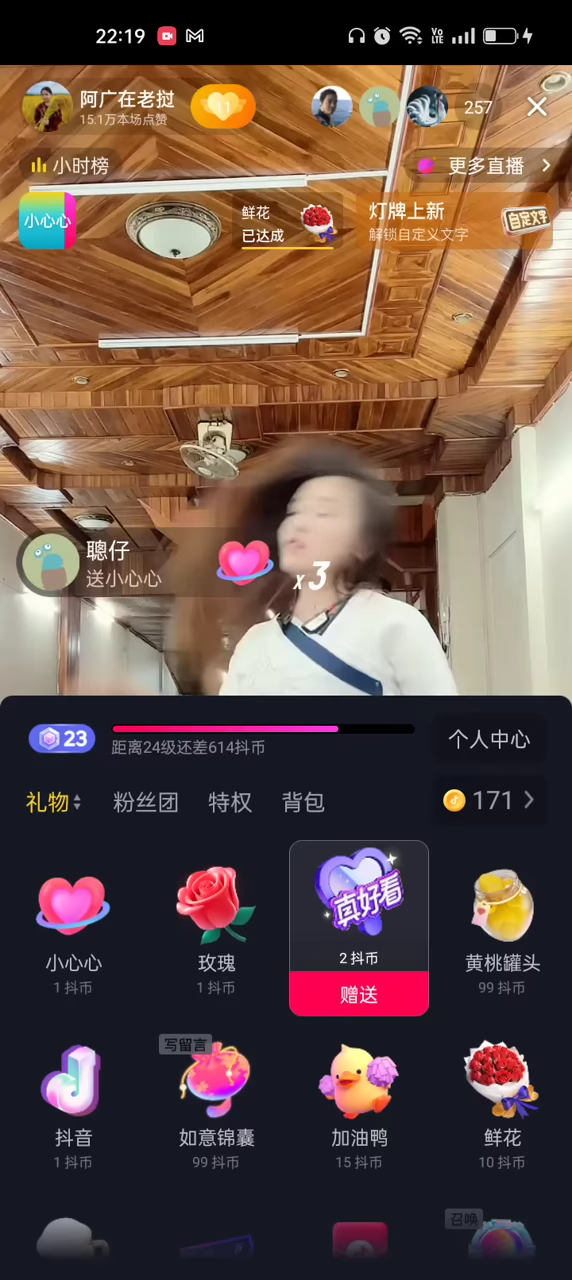 22:19
Vo LTE
阿广在老挝
15.1万本场点赞
11
257
小时榜
更多直播
小心心
鲜花
已达成
灯牌上新
解锁自定义文字
自定义文字
聰仔
送小心心
x3
23
距离24级还差614抖币
个人中心
礼物
粉丝团
特权
背包
171
真好看
小心心
1 抖币
玫瑰
1 抖币
2 抖币
赠送
黄桃罐头
99 抖币
写留言
抖音
1 抖币
如意锦囊
99 抖币
加油鸭
15 抖币
鲜花
10 抖币
召唤